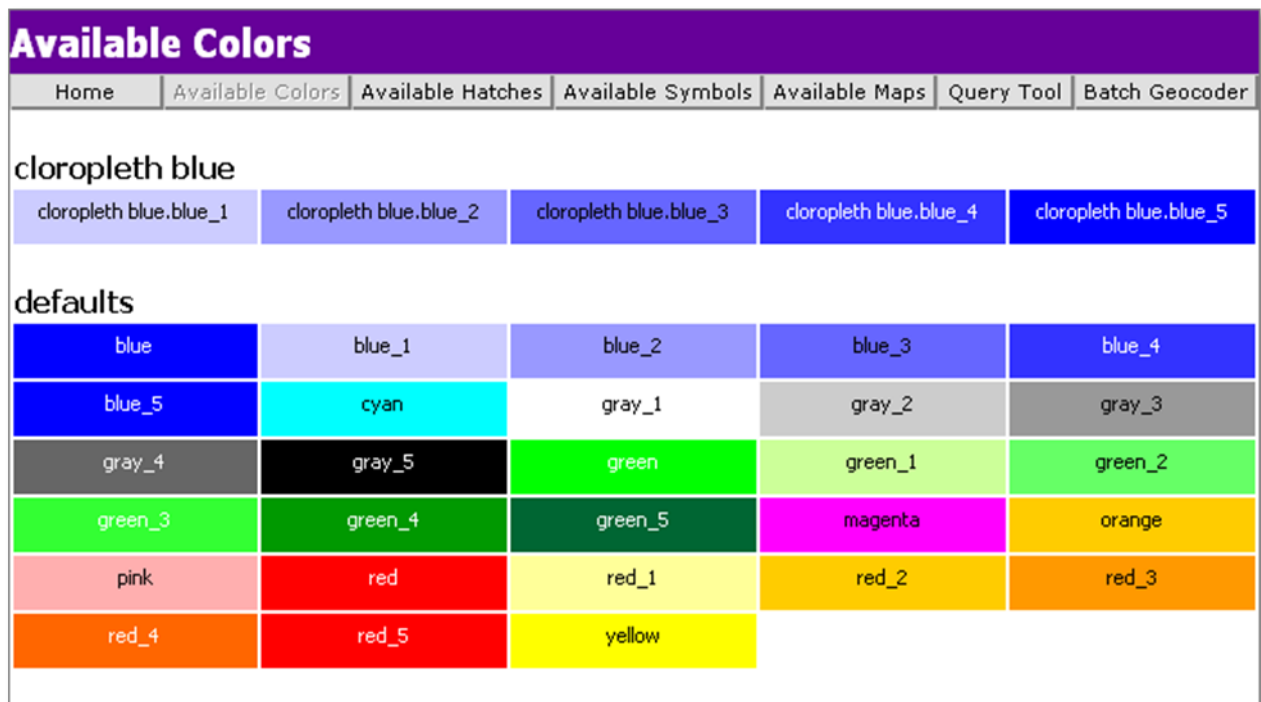 Available Colors
Home Available Colors Available Hatches Available Symbols Available Maps Query Tool Batch Geocoder
cloropleth blue
cloropleth blue.blue_1 cloropleth blue.blue_2 cloropleth blue.blue_3 cloropleth blue.blue_4 cloropleth blue.blue_5
defaults
blue blue_1 blue_2 blue_3 blue_4
blue_5 cyan gray_1 gray_2 gray_3
gray_4 gray_5 green green_1 green_2
green_3 green_4 green_5 magenta orange
pink red red_1 red_2 red_3
red_4 red_5 yellow